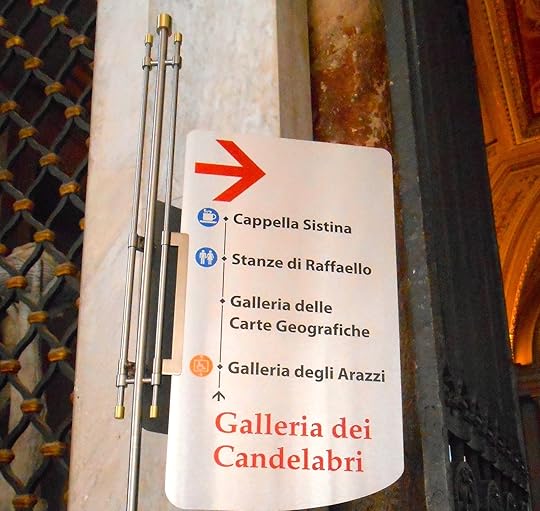 Cappella Sistina
Stanze di Raffaello
Galleria delle
Carte Geografiche
Galleria degli Arazzi
Galleria dei
Candelabri